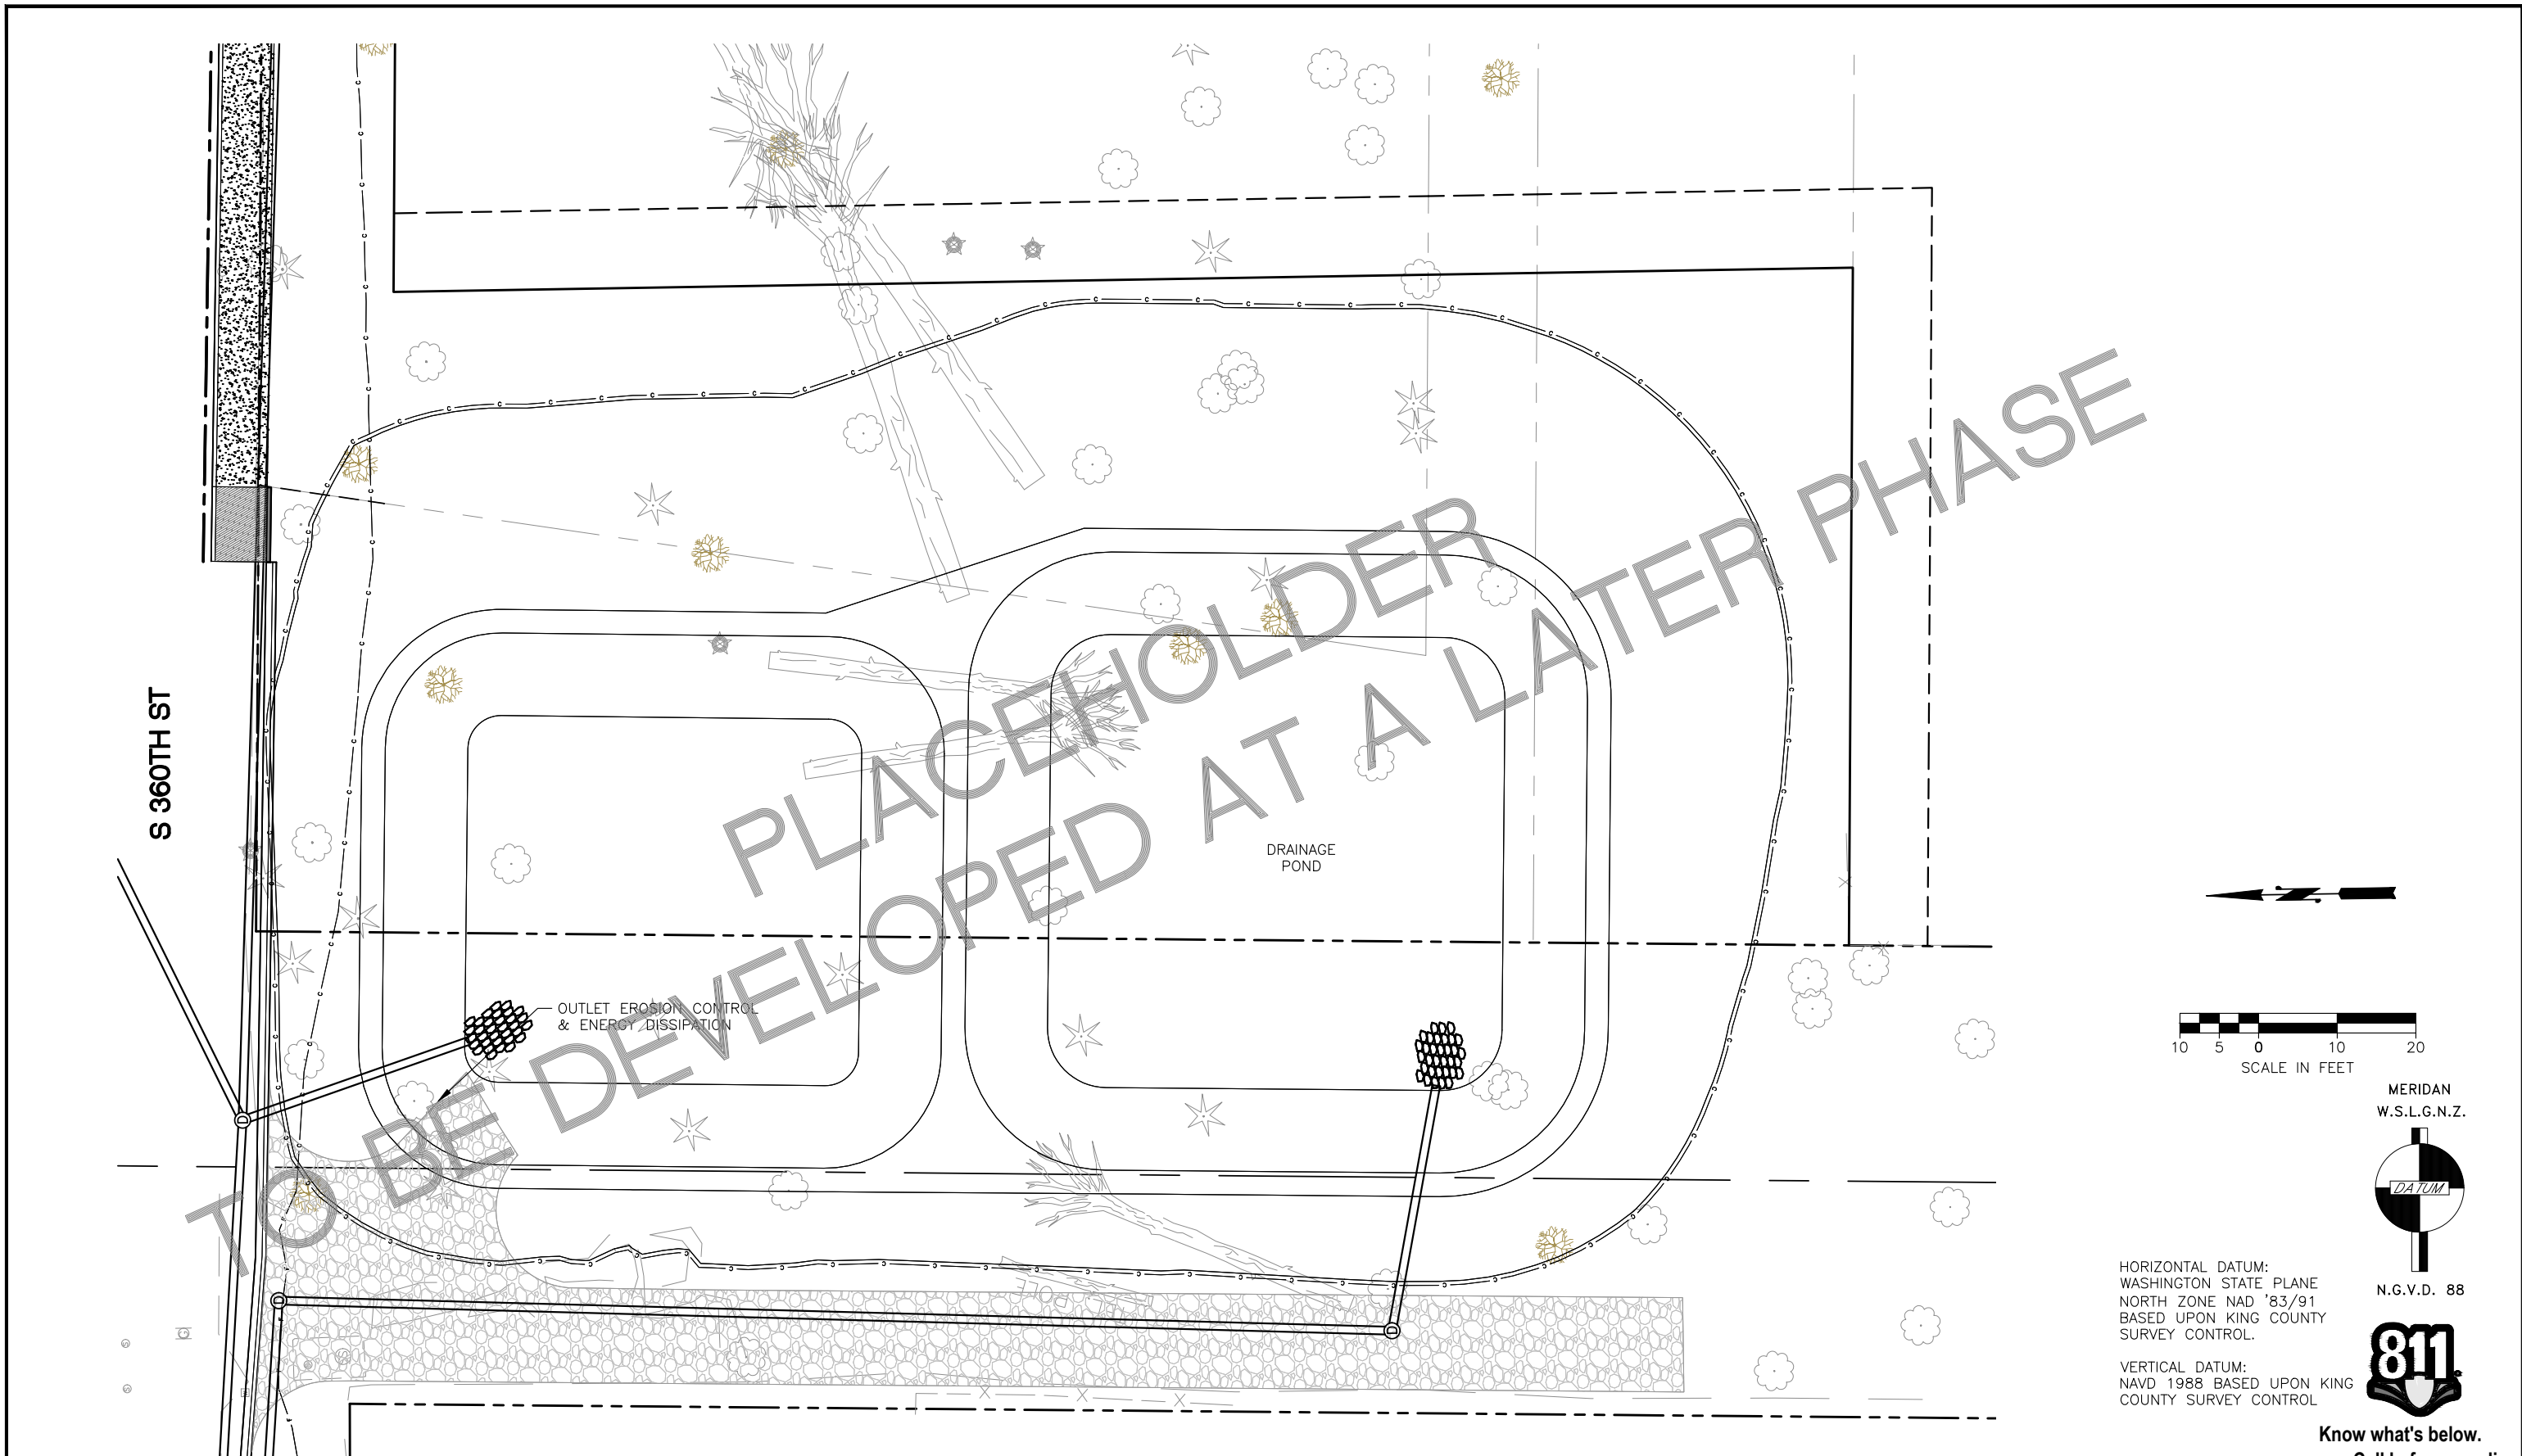 S 360TH ST
PLACEHOLDER
TO BE DEVELOPED AT A LATER PHASE
DRAINAGE
POND
OUTLET EROSION CONTROL
& ENERGY DISSIPATION
10 5 0 10 20
SCALE IN FEET
MERIDAN
W.S.L.G.N.Z.
DATUM
N.G.V.D. 88
HORIZONTAL DATUM:
WASHINGTON STATE PLANE
NORTH ZONE NAD '83/91
BASED UPON KING COUNTY
SURVEY CONTROL.
VERTICAL DATUM:
NAVD 1988 BASED UPON KING
COUNTY SURVEY CONTROL
811
Know what's below.